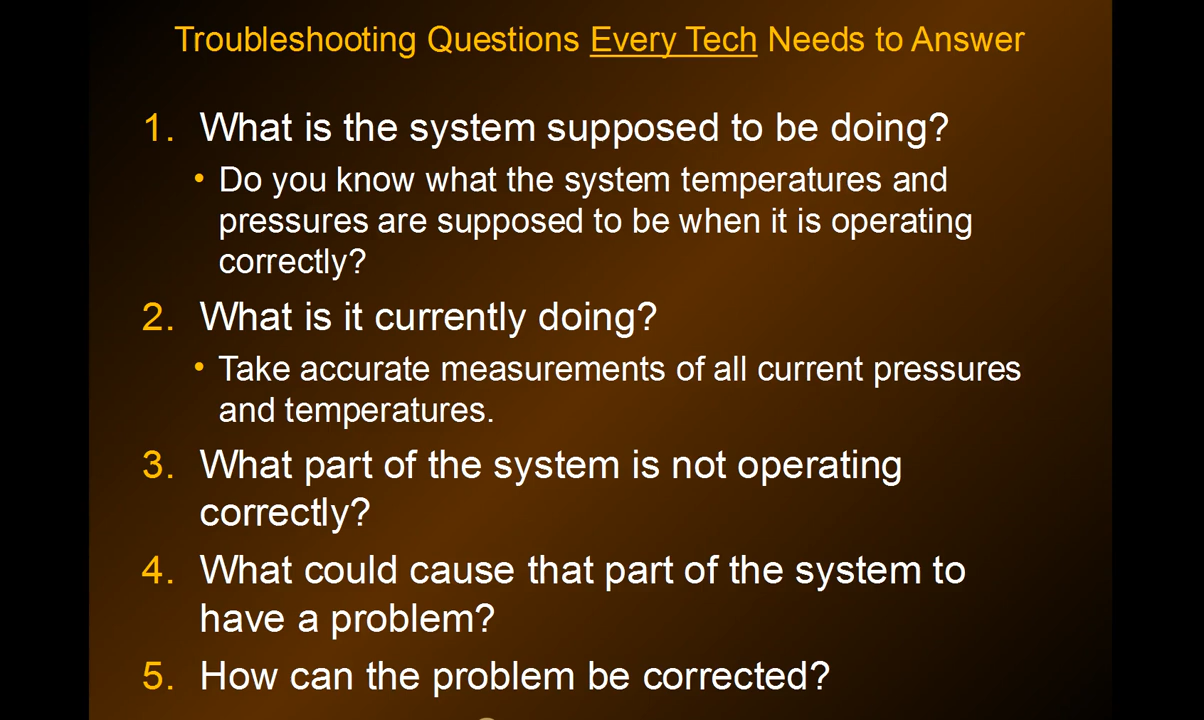 Troubleshooting Questions Every Tech Needs to Answer
1. What is the system supposed to be doing?
• Do you know what the system temperatures and
pressures are supposed to be when it is operating
correctly?
2. What is it currently doing?
• Take accurate measurements of all current pressures
and temperatures.
3. What part of the system is not operating
correctly?
4. What could cause that part of the system to
have a problem?
5. How can the problem be corrected?